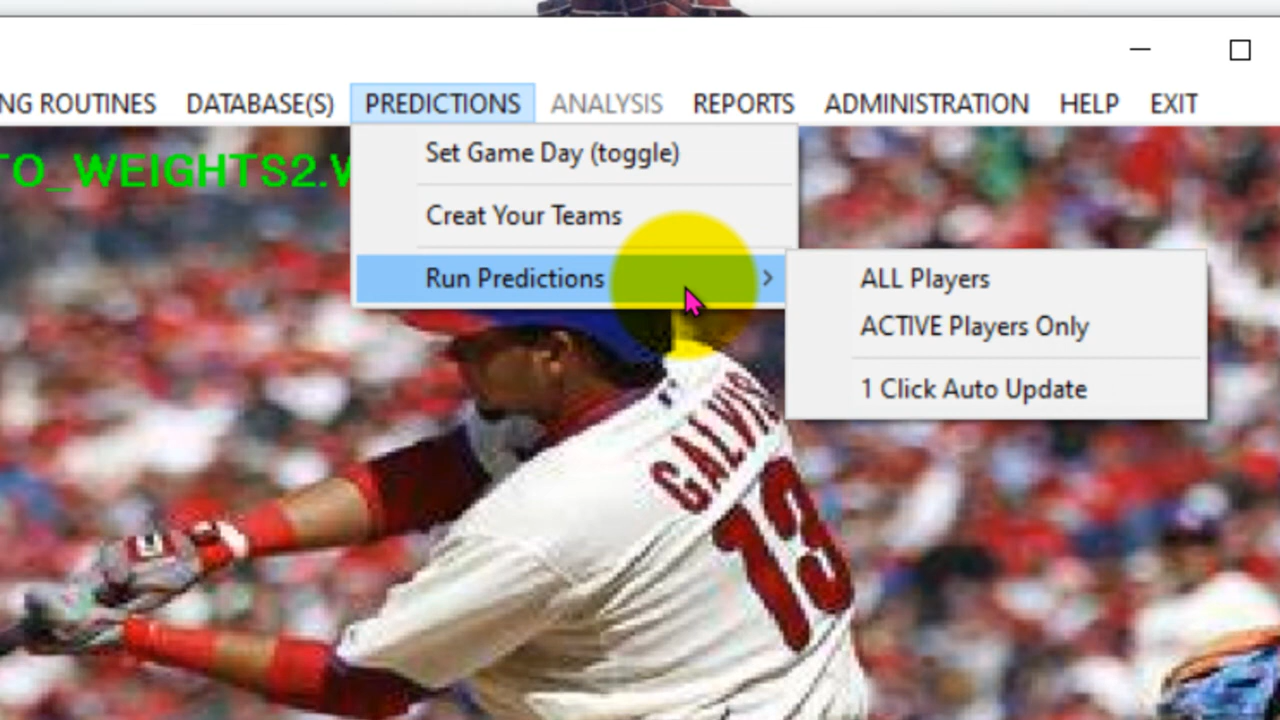 NG ROUTINES DATABASE(S) PREDICTIONS ANALYSIS REPORTS ADMINISTRATION HELP EXIT
TO_WEIGHTS2.
Set Game Day (toggle)
Creat Your Teams
Run Predictions >
ALL Players
ACTIVE Players Only
1 Click Auto Update
GALVIS
13